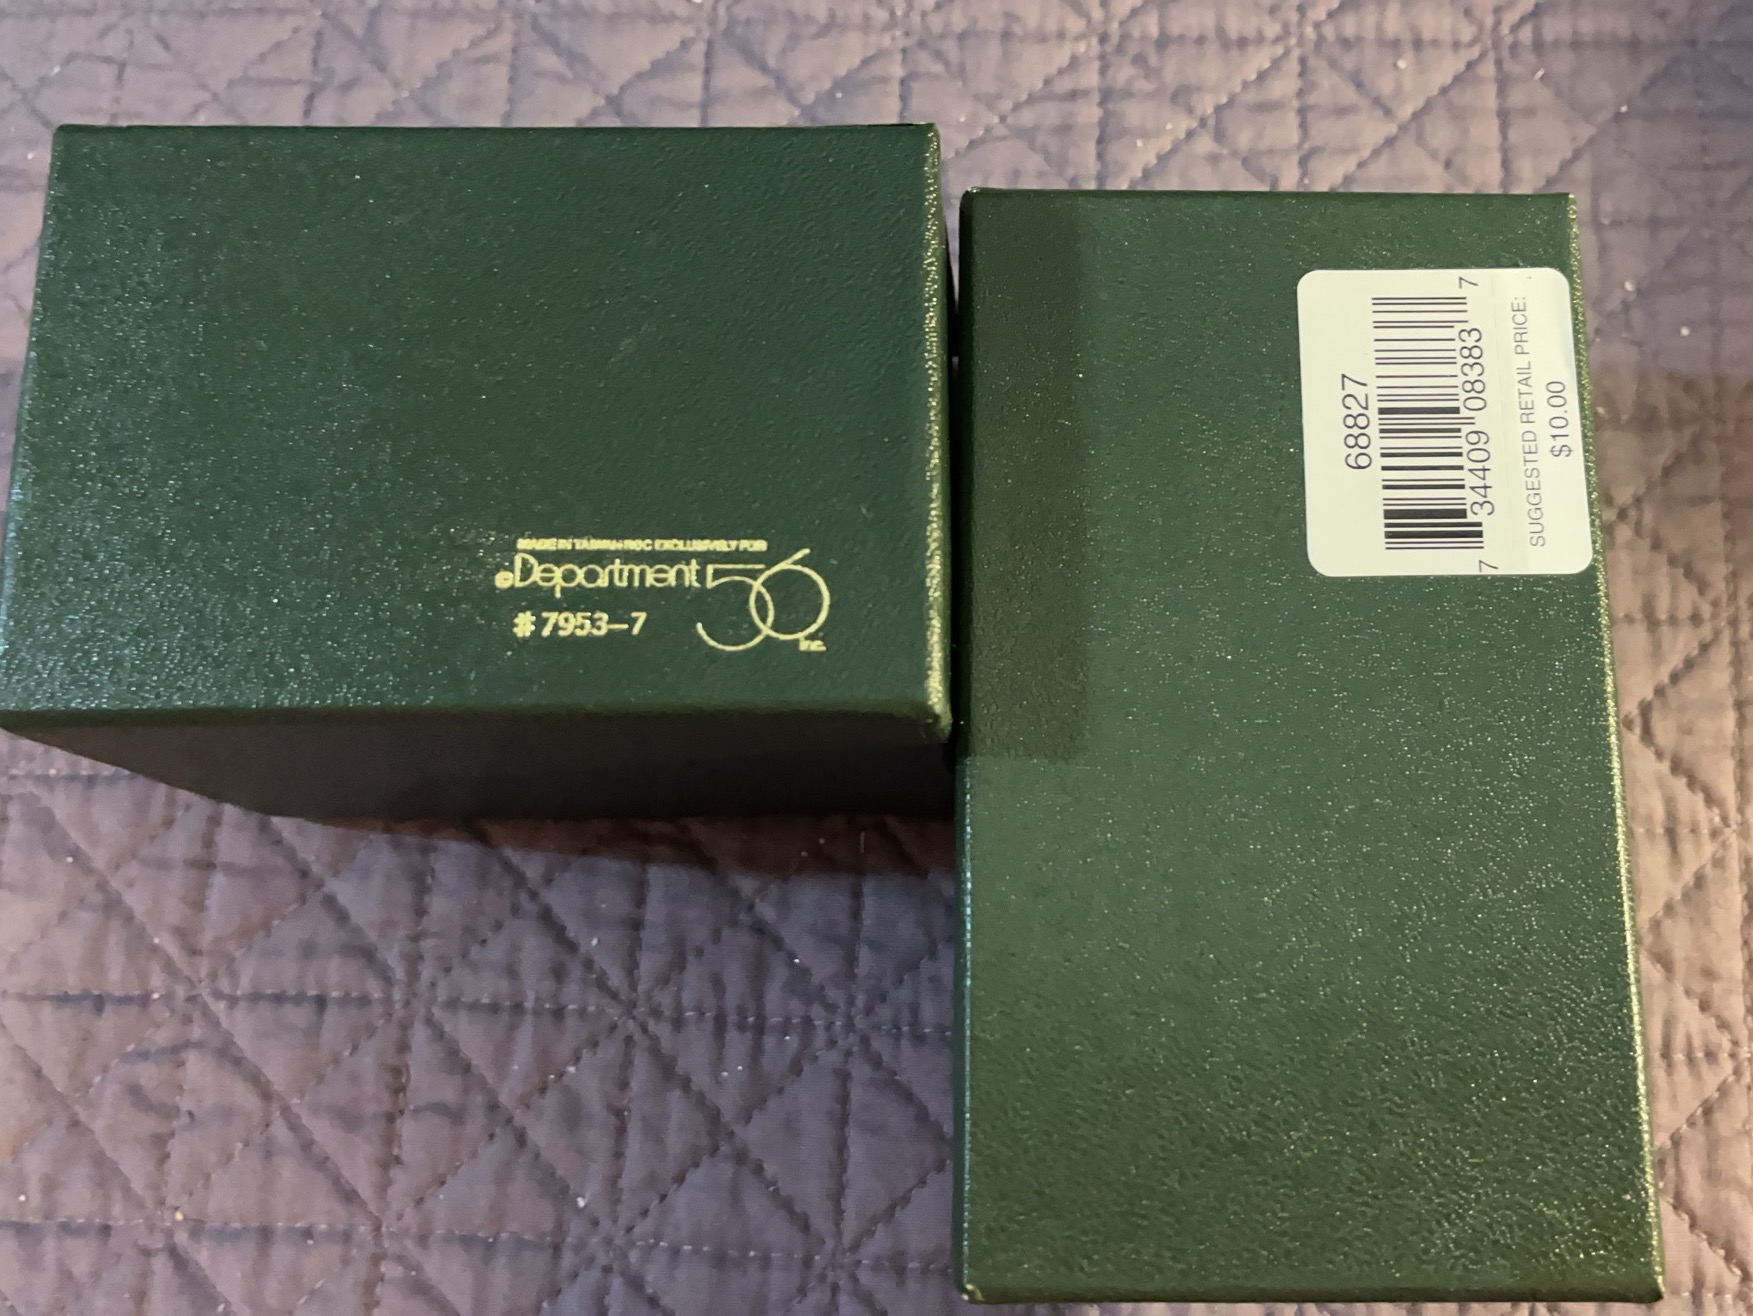 MADE IN TAIWAN ROC EXCLUSIVELY FOR
Department 56 inc.
# 7953-7
68827
7 34409 08383 7
SUGGESTED RETAIL PRICE:
$10.00